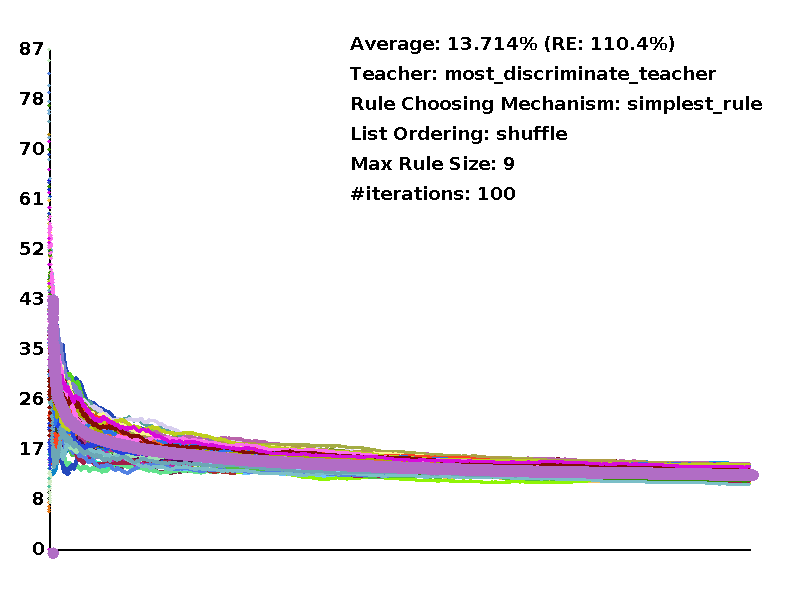 Average: 13.714% (RE: 110.4%)
Teacher: most_discriminate_teacher
Rule Choosing Mechanism: simplest_rule
List Ordering: shuffle
Max Rule Size: 9
#iterations: 100
87
78
70
61
52
43
35
26
17
8
0